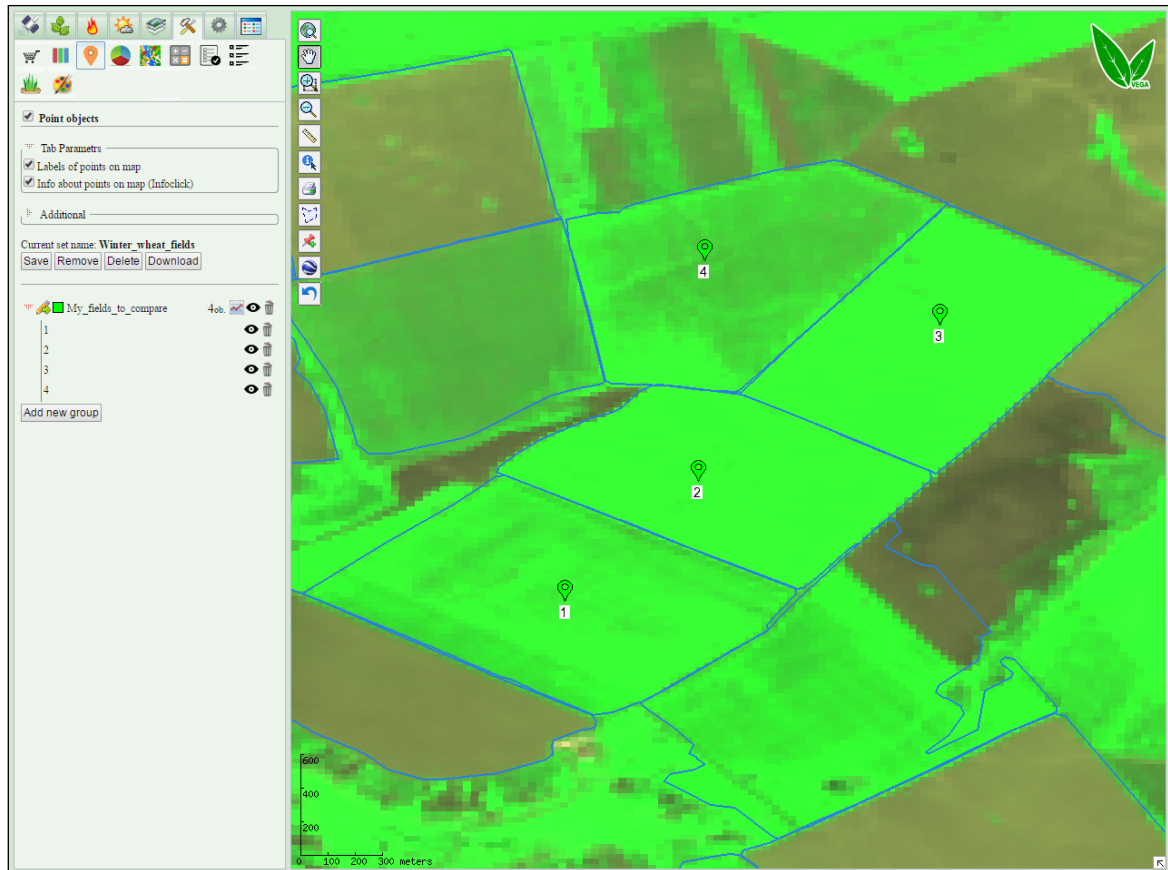 Point objects
Tab Parametrs
Labels of points on map
Info about points on map (Infoclick)
Additional
Current set name: Winter_wheat_fields
Save Remove Delete Download
My_fields_to_compare 4ob.
1
2
3
4
Add new group
VEGA
4
3
2
1
600
400
200
0 100 200 300 meters